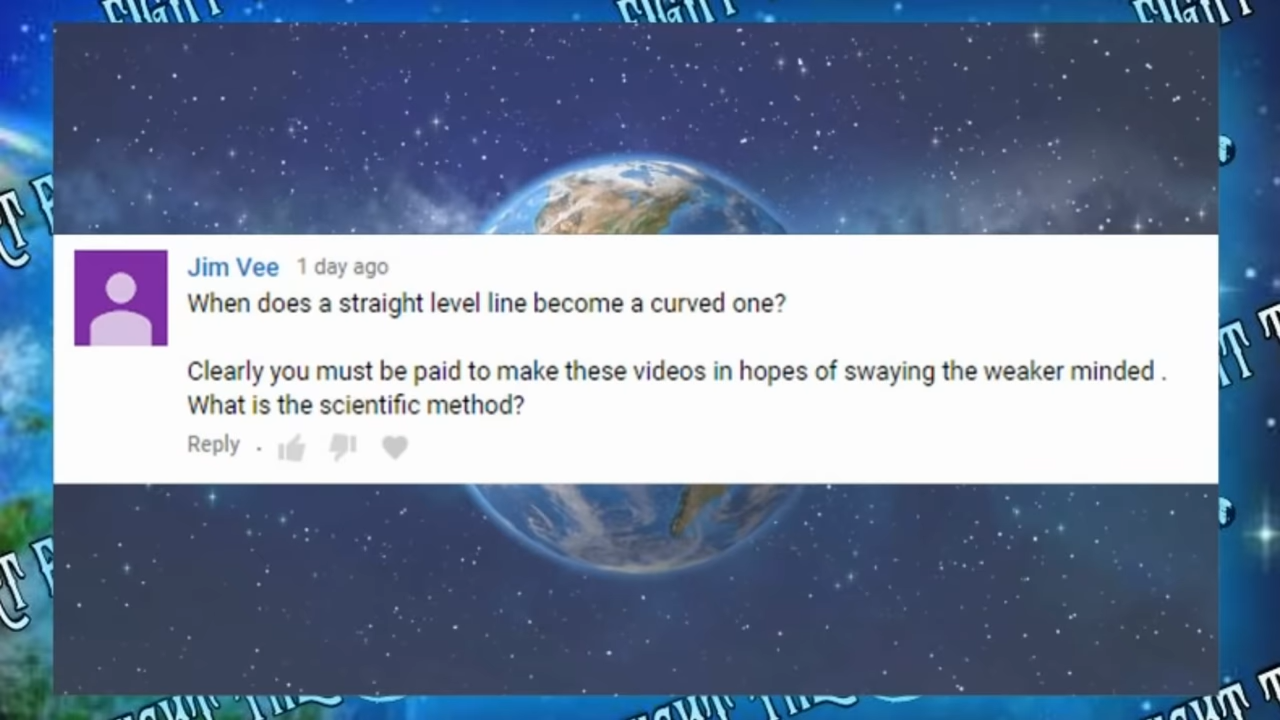 Jim Vee 1 day ago
When does a straight level line become a curved one?
Clearly you must be paid to make these videos in hopes of swaying the weaker minded .
What is the scientific method?
Reply .